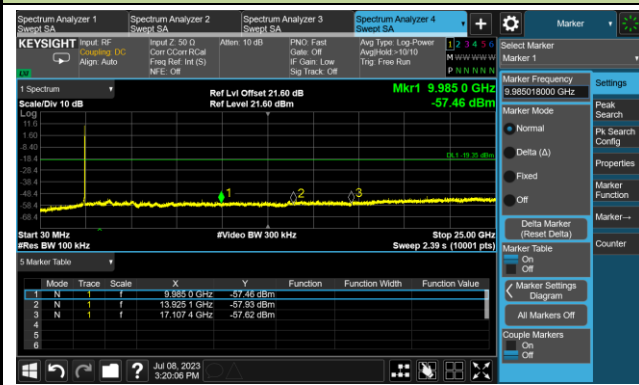 Spectrum Analyzer 1 Spectrum Analyzer 2 Spectrum Analyzer 3 Spectrum Analyzer 4 + Marker
Swept SA Swept SA Swept SA Swept SA
KEYSIGHT Input: RF Input Z: 50 Ω Atten: 10 dB PNO: Fast Avg Type: Log-Power 1 2 3 4 5 6
Coupling: DC Corr CCorr RCal Gate: Off Avg|Hold:>10/10 M W W W W W
Align: Auto Freq Ref: Int (S) IF Gain: Low Trig: Free Run
NFE: Off Sig Track: Off P N N N N N
Select Marker
Marker 1
1 Spectrum Ref Lvl Offset 21.60 dB Mkr1 9.985 0 GHz
Scale/Div 10 dB Ref Level 21.60 dBm -57.46 dBm
Log
11.6
1.60
-8.40
-18.4
DL1 -19.35 dBm
-28.4
-38.4
-48.4
-58.4
-68.4
1 2 3
Start 30 MHz #Video BW 300 kHz Stop 25.00 GHz
#Res BW 100 kHz Sweep 2.39 s (10001 pts)
5 Marker Table
Mode Trace Scale X Y Function Function Width Function Value
1 N 1 f 9.985 0 GHz -57.46 dBm
2 N 1 f 13.925 1 GHz -57.93 dBm
3 N 1 f 17.107 4 GHz -57.62 dBm
4
5
6
Marker Frequency
9.985018000 GHz
Marker Mode
Normal
Delta (Δ)
Fixed
Off
Delta Marker
(Reset Delta)
Marker Table
On
Off
Marker Settings
Diagram
All Markers Off
Couple Markers
On
Off
Settings
Peak
Search
Pk Search
Config
Properties
Marker
Function
Marker→
Counter
? Jul 08, 2023
3:20:06 PM